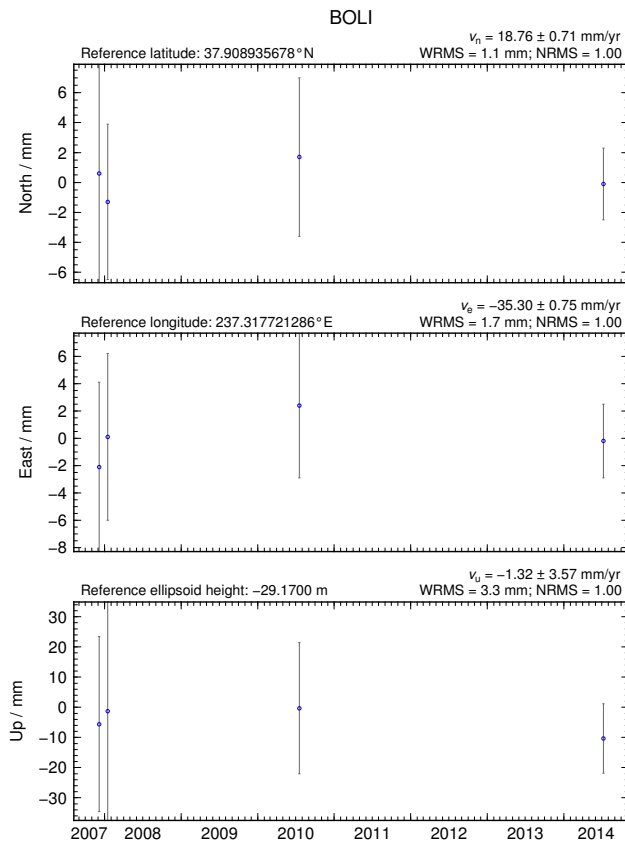 BOLI
vn = 18.76 ± 0.71 mm/yr
Reference latitude: 37.908935678°N WRMS = 1.1 mm; NRMS = 1.00
6
4
2
0
−2
−4
−6
North / mm
ve = −35.30 ± 0.75 mm/yr
Reference longitude: 237.317721286°E WRMS = 1.7 mm; NRMS = 1.00
6
4
2
0
−2
−4
−6
−8
East / mm
vu = −1.32 ± 3.57 mm/yr
Reference ellipsoid height: −29.1700 m WRMS = 3.3 mm; NRMS = 1.00
30
20
10
0
−10
−20
−30
Up / mm
2007 2008 2009 2010 2011 2012 2013 2014